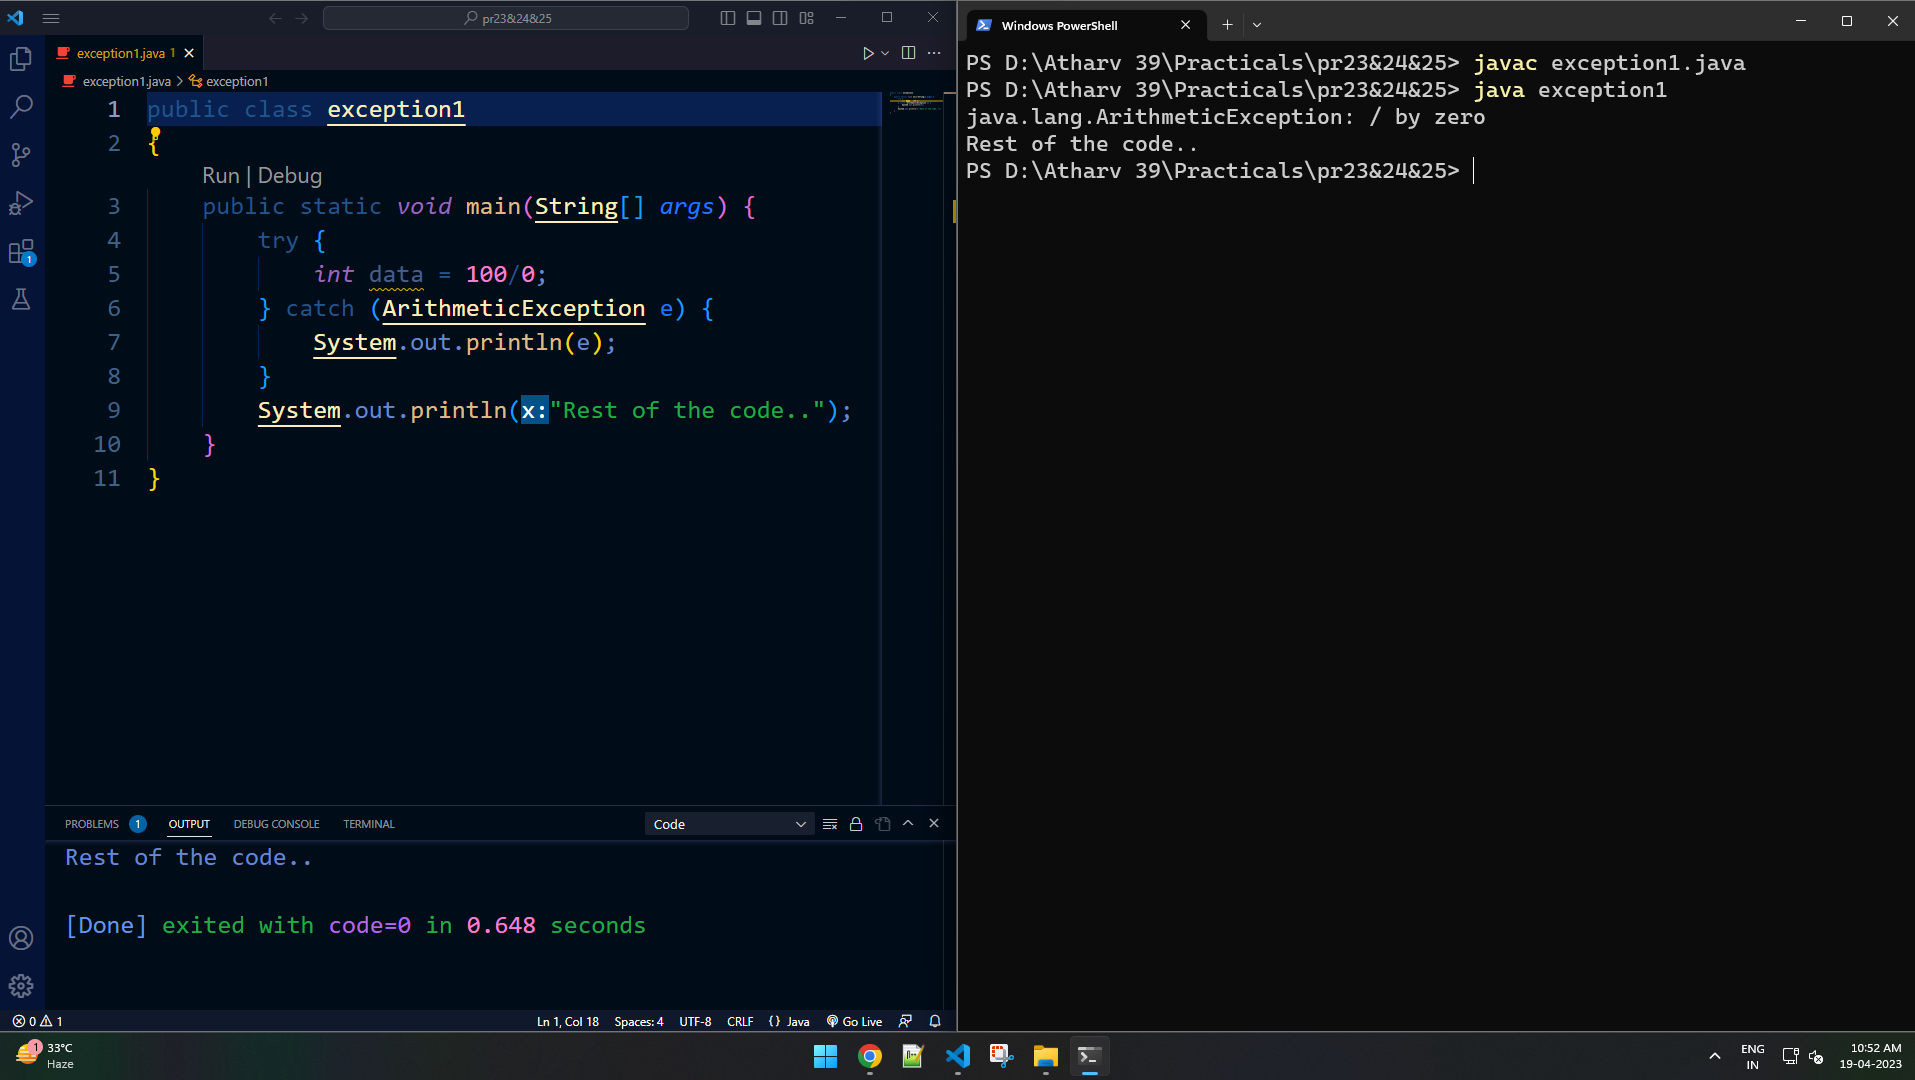 pr23&24&25
exception1.java 1
exception1.java > exception1
1 public class exception1
2 {
Run | Debug
3 public static void main(String[] args) {
4 try {
5 int data = 100/0;
6 } catch (ArithmeticException e) {
7 System.out.println(e);
8 }
9 System.out.println(x:"Rest of the code..");
10 }
11 }
1
PROBLEMS 1 OUTPUT DEBUG CONSOLE TERMINAL Code
Rest of the code..
[Done] exited with code=0 in 0.648 seconds
0 1 Ln 1, Col 18 Spaces: 4 UTF-8 CRLF {} Java Go Live
Windows PowerShell
PS D:\Atharv 39\Practicals\pr23&24&25> javac exception1.java
PS D:\Atharv 39\Practicals\pr23&24&25> java exception1
java.lang.ArithmeticException: / by zero
Rest of the code..
PS D:\Atharv 39\Practicals\pr23&24&25>
1 33°C
Haze
ENG
IN
10:52 AM
19-04-2023